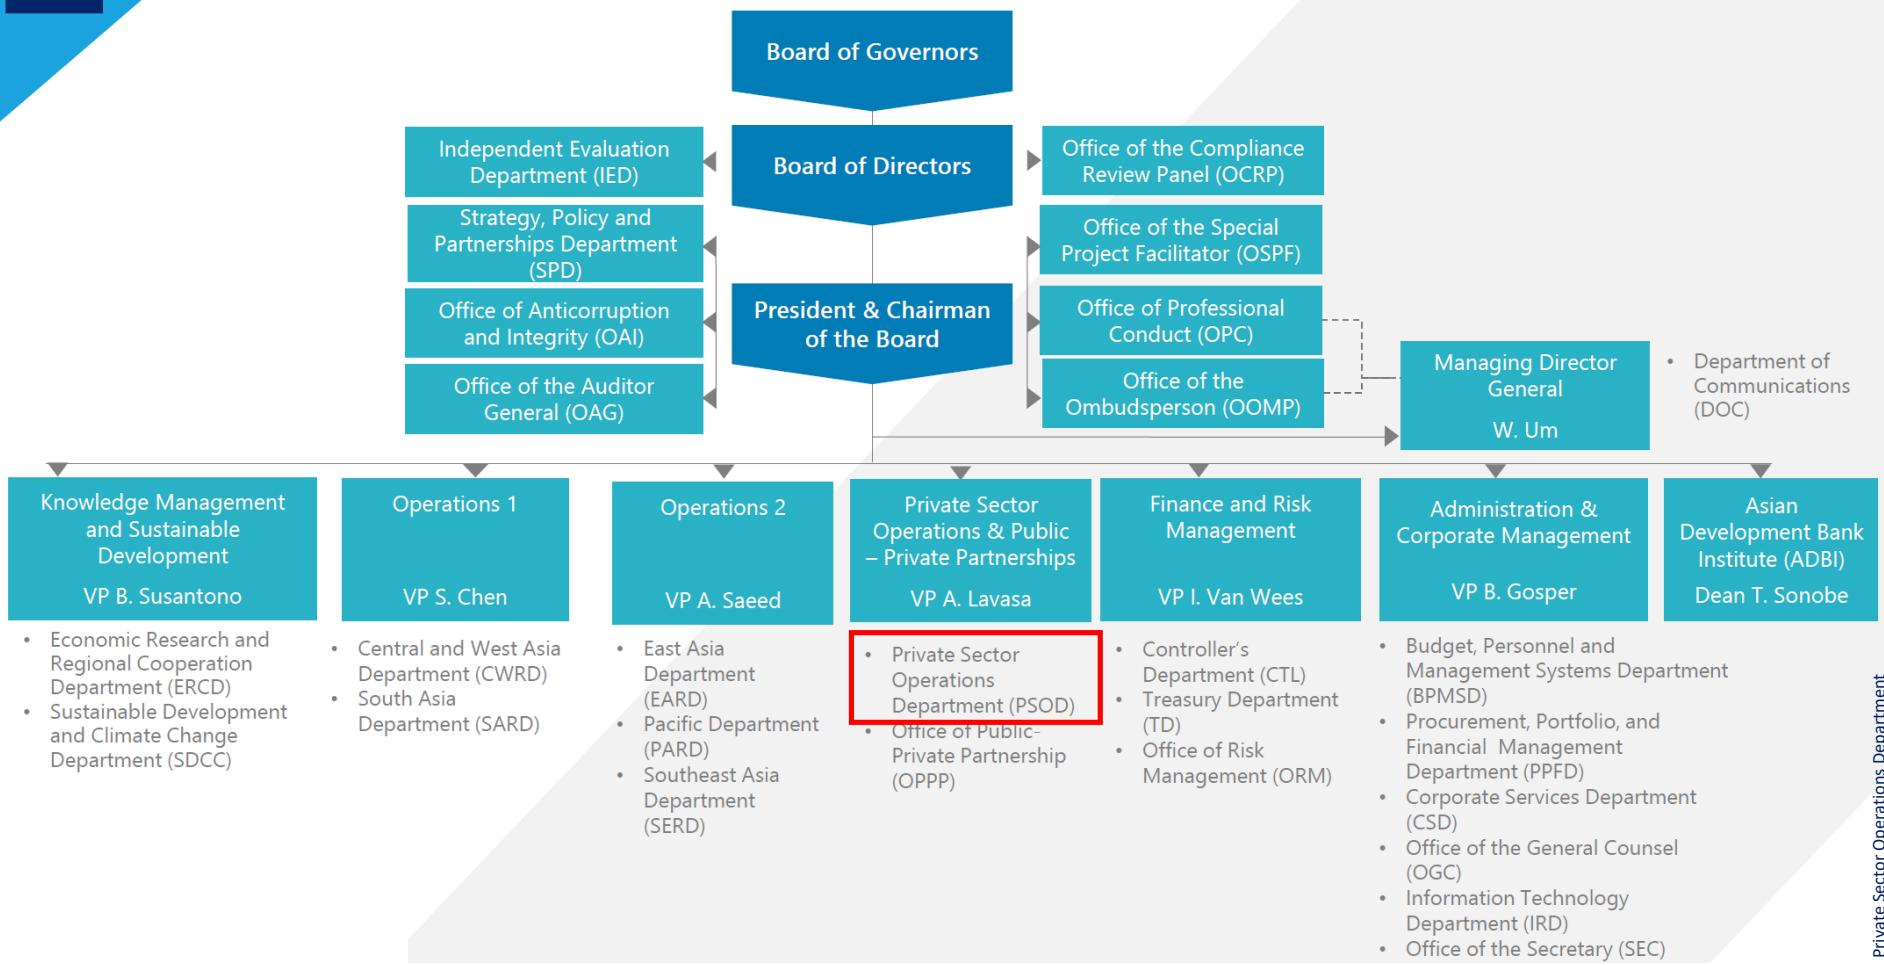 Board of Governors
Independent Evaluation
Department (IED)
Board of Directors
Office of the Compliance
Review Panel (OCRP)
Strategy, Policy and
Partnerships Department
(SPD)
Office of the Special
Project Facilitator (OSPF)
Office of Anticorruption
and Integrity (OAI)
President & Chairman
of the Board
Office of Professional
Conduct (OPC)
Office of the Auditor
General (OAG)
Office of the
Ombudsperson (OOMP)
Managing Director
General
W. Um
• Department of
Communications
(DOC)
Knowledge Management
and Sustainable
Development
VP B. Susantono
• Economic Research and
Regional Cooperation
Department (ERCD)
• Sustainable Development
and Climate Change
Department (SDCC)
Operations 1
VP S. Chen
• Central and West Asia
Department (CWRD)
• South Asia
Department (SARD)
Operations 2
VP A. Saeed
• East Asia
Department
(EARD)
• Pacific Department
(PARD)
• Southeast Asia
Department
(SERD)
Private Sector
Operations & Public
– Private Partnerships
VP A. Lavasa
• Private Sector
Operations
Department (PSOD)
• Office of Public-
Private Partnership
(OPPP)
Finance and Risk
Management
VP I. Van Wees
• Controller's
Department (CTL)
• Treasury Department
(TD)
• Office of Risk
Management (ORM)
Administration &
Corporate Management
VP B. Gosper
• Budget, Personnel and
Management Systems Department
(BPMSD)
• Procurement, Portfolio, and
Financial Management
Department (PPFD)
• Corporate Services Department
(CSD)
• Office of the General Counsel
(OGC)
• Information Technology
Department (IRD)
• Office of the Secretary (SEC)
Asian
Development Bank
Institute (ADBI)
Dean T. Sonobe
Private Sector Operations Department